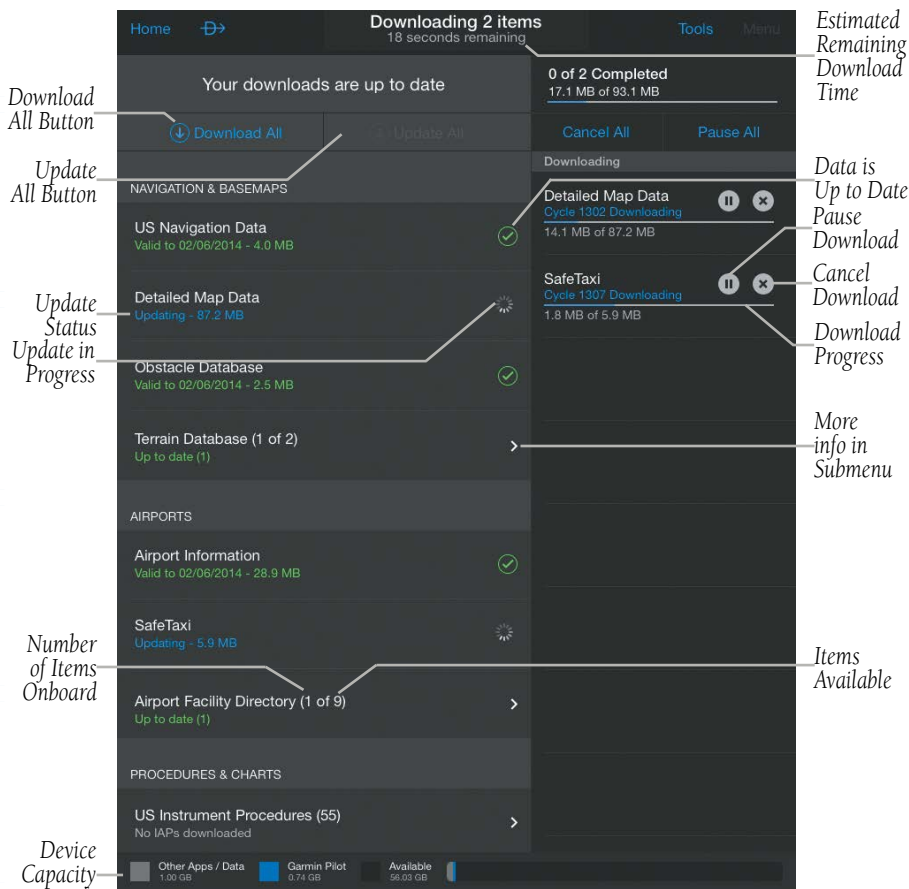 Home
Downloading 2 items
18 seconds remaining
Tools
Menu
Estimated
Remaining
Download
Time
Your downloads are up to date
0 of 2 Completed
17.1 MB of 93.1 MB
Download
All Button
Download All
Update All
Cancel All
Pause All
Update
All Button
NAVIGATION & BASEMAPS
Downloading
Data is
Up to Date
US Navigation Data
Valid to 02/06/2014 - 4.0 MB
Detailed Map Data
Cycle 1302 Downloading
14.1 MB of 87.2 MB
Pause
Download
Update
Status
Detailed Map Data
Updating - 87.2 MB
SafeTaxi
Cycle 1307 Downloading
1.8 MB of 5.9 MB
Cancel
Download
Update in
Progress
Obstacle Database
Valid to 02/06/2014 - 2.5 MB
Download
Progress
Terrain Database (1 of 2)
Up to date (1)
More
info in
Submenu
AIRPORTS
Airport Information
Valid to 02/06/2014 - 28.9 MB
SafeTaxi
Updating - 5.9 MB
Number
of Items
Onboard
Items
Available
Airport Facility Directory (1 of 9)
Up to date (1)
PROCEDURES & CHARTS
US Instrument Procedures (55)
No IAPs downloaded
Device
Capacity
Other Apps / Data
1.00 GB
Garmin Pilot
0.74 GB
Available
56.03 GB